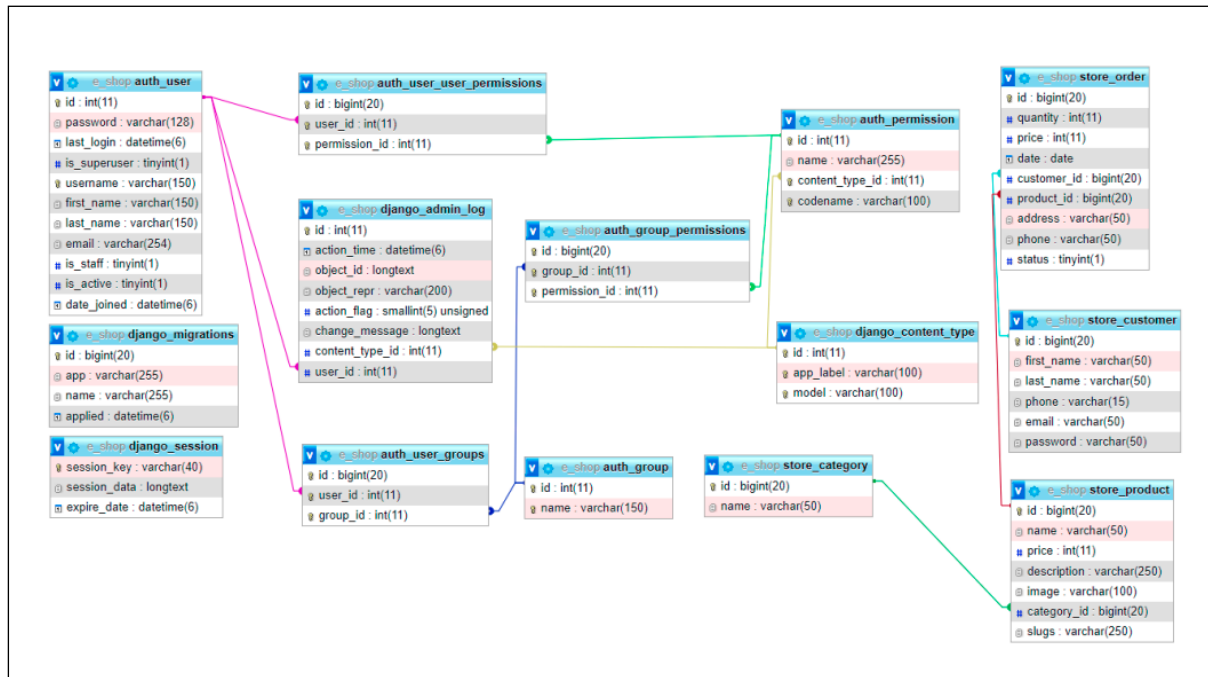 e_shop auth_user
id : int(11)
password : varchar(128)
last_login : datetime(6)
is_superuser : tinyint(1)
username : varchar(150)
first_name : varchar(150)
last_name : varchar(150)
email : varchar(254)
is_staff : tinyint(1)
is_active : tinyint(1)
date_joined : datetime(6)
e_shop django_migrations
id : bigint(20)
app : varchar(255)
name : varchar(255)
applied : datetime(6)
e_shop django_session
session_key : varchar(40)
session_data : longtext
expire_date : datetime(6)
e_shop auth_user_user_permissions
id : bigint(20)
user_id : int(11)
permission_id : int(11)
e_shop django_admin_log
id : int(11)
action_time : datetime(6)
object_id : longtext
object_repr : varchar(200)
action_flag : smallint(5) unsigned
change_message : longtext
content_type_id : int(11)
user_id : int(11)
e_shop auth_user_groups
id : bigint(20)
user_id : int(11)
group_id : int(11)
e_shop auth_group_permissions
id : bigint(20)
group_id : int(11)
permission_id : int(11)
e_shop auth_group
id : int(11)
name : varchar(150)
e_shop auth_permission
id : int(11)
name : varchar(255)
content_type_id : int(11)
codename : varchar(100)
e_shop django_content_type
id : int(11)
app_label : varchar(100)
model : varchar(100)
e_shop store_category
id : bigint(20)
name : varchar(50)
e_shop store_order
id : bigint(20)
quantity : int(11)
price : int(11)
date : date
customer_id : bigint(20)
product_id : bigint(20)
address : varchar(50)
phone : varchar(50)
status : tinyint(1)
e_shop store_customer
id : bigint(20)
first_name : varchar(50)
last_name : varchar(50)
phone : varchar(15)
email : varchar(50)
password : varchar(50)
e_shop store_product
id : bigint(20)
name : varchar(50)
price : int(11)
description : varchar(250)
image : varchar(100)
category_id : bigint(20)
slugs : varchar(250)